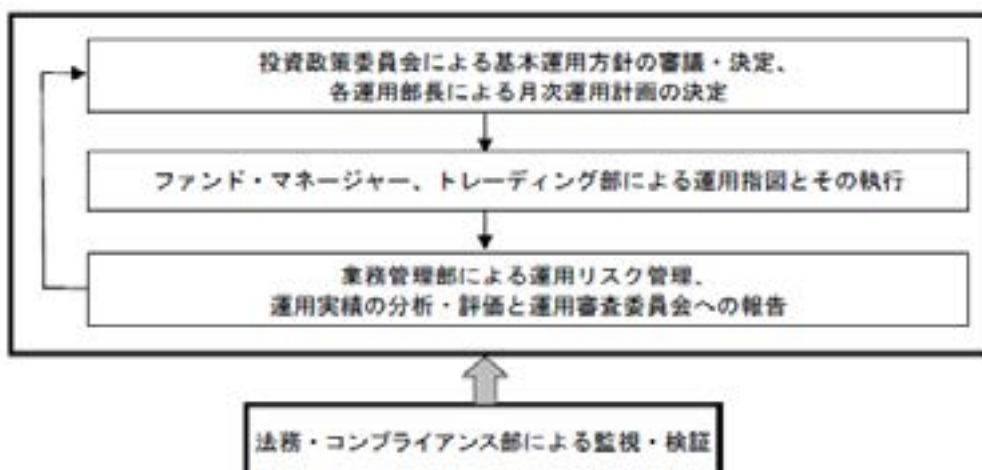 投資政策委員会による基本運用方針の審議・決定、
各運用部長による月次運用計画の決定
ファンド・マネージャー、トレーディング部による運用指図とその執行
業務管理部による運用リスク管理、
運用実績の分析・評価と運用審査委員会への報告
法務・コンプライアンス部による監視・検証